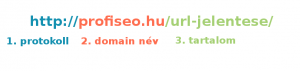 http://profiseo.hu/url-jelentese/
1. protokoll 2. domain név 3. tartalom